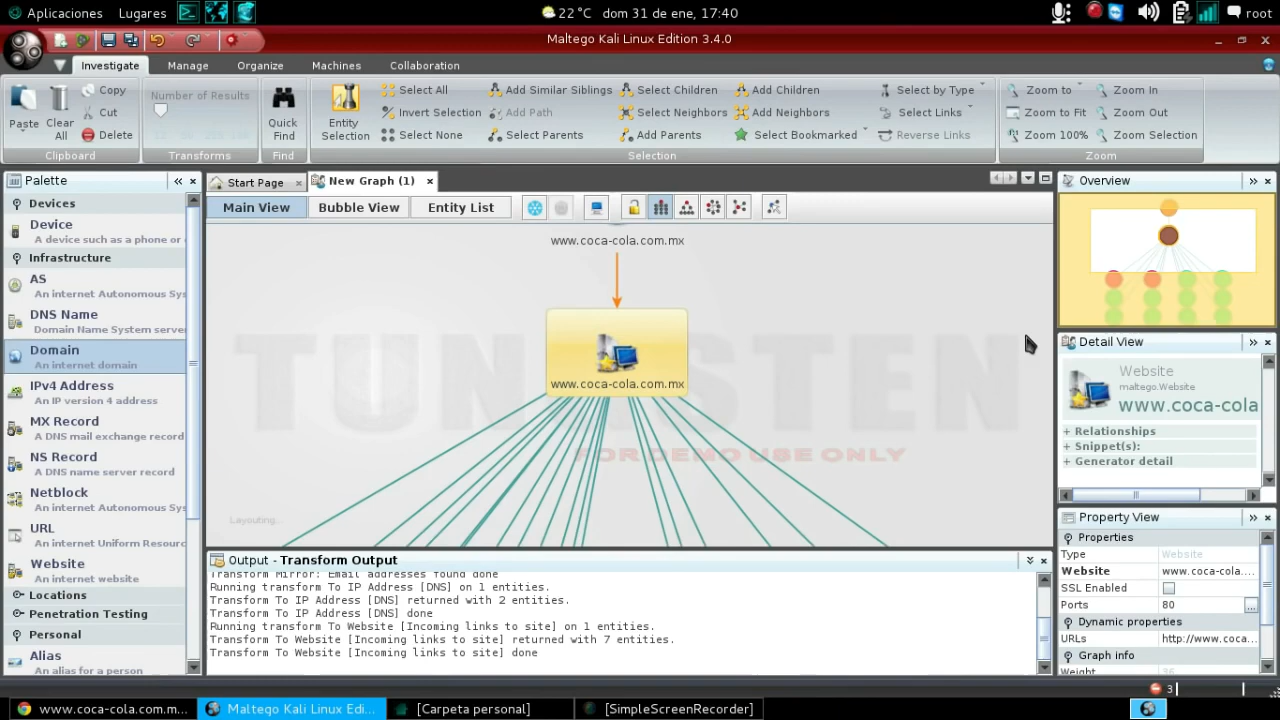 Aplicaciones Lugares 22 °C dom 31 de ene, 17:40 root
Maltego Kali Linux Edition 3.4.0
Investigate Manage Organize Machines Collaboration
Paste
Clear All
Copy
Cut
Delete
Clipboard
Number of Results
Transforms
Quick Find
Find
Entity Selection
Select All
Invert Selection
Select None
Add Similar Siblings
Add Path
Select Parents
Select Children
Select Neighbors
Add Parents
Add Children
Add Neighbors
Select Bookmarked
Select by Type
Select Links
Reverse Links
Selection
Zoom to
Zoom to Fit
Zoom 100%
Zoom In
Zoom Out
Zoom Selection
Zoom
Palette
Devices
Device
A device such as a phone or
Infrastructure
AS
An internet Autonomous Sys
DNS Name
Domain Name System serve
Domain
An internet domain
IPv4 Address
An IP version 4 address
MX Record
A DNS mail exchange record
NS Record
A DNS name server record
Netblock
An internet Autonomous Sys
URL
An internet Uniform Resourc
Website
An internet website
Locations
Penetration Testing
Personal
Alias
An alias for a person
Start Page New Graph (1)
Main View Bubble View Entity List
www.coca-cola.com.mx
www.coca-cola.com.mx
TUNGSTEN
FOR DEMO USE ONLY
Layouting...
Output - Transform Output
Transform Mirror: Email addresses found done
Running transform To IP Address [DNS] on 1 entities.
Transform To IP Address [DNS] returned with 2 entities.
Transform To IP Address [DNS] done
Running transform To Website [Incoming links to site] on 1 entities.
Transform To Website [Incoming links to site] returned with 7 entities.
Transform To Website [Incoming links to site] done
Overview
Detail View
Website
maltego.Website
www.coca-cola
+ Relationships
+ Snippet(s):
+ Generator detail
Property View
Properties
Type Website
Website www.coca-cola....
SSL Enabled
Ports 80 ...
Dynamic properties
URLs http://www.coca...
Graph info
Weight
3
www.coca-cola.com.m... Maltego Kali Linux Edi... [Carpeta personal] [SimpleScreenRecorder]